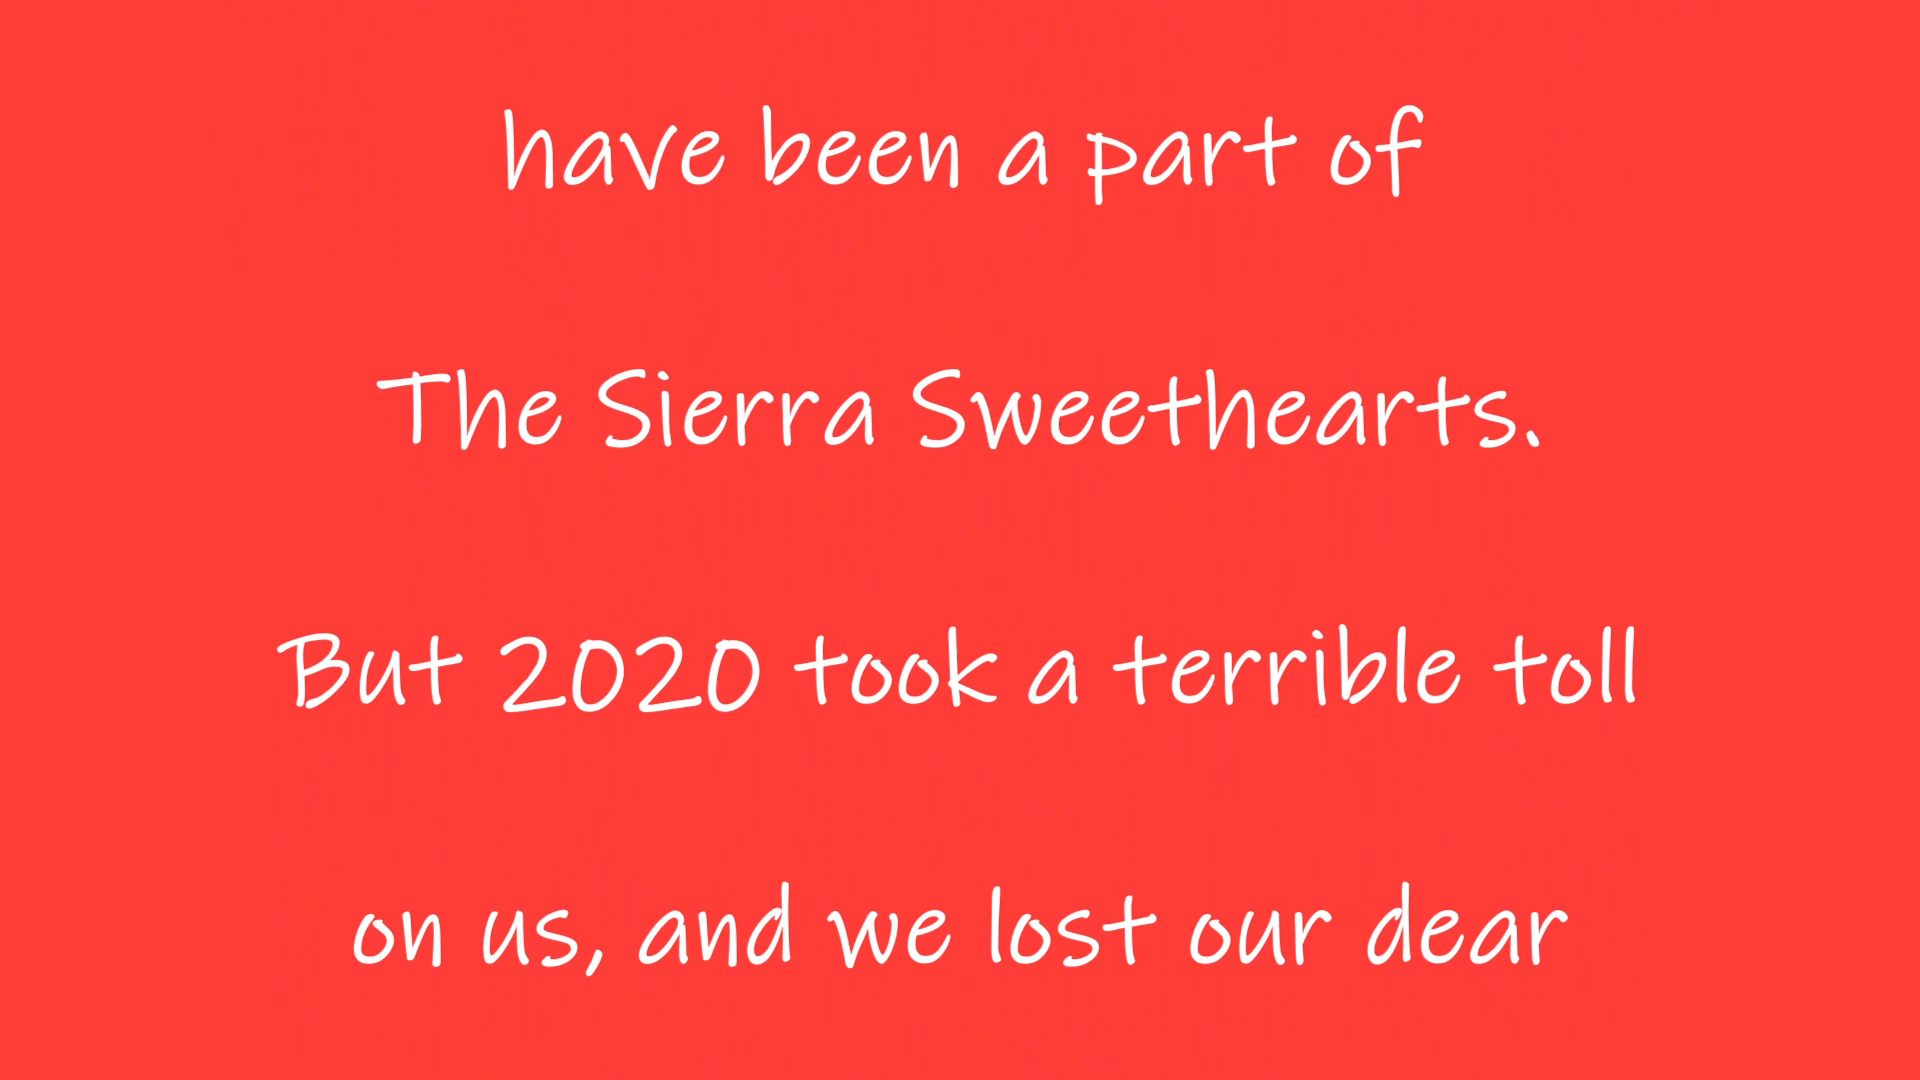 have been a part of
The Sierra Sweethearts.
But 2020 took a terrible toll
on us, and we lost our dear